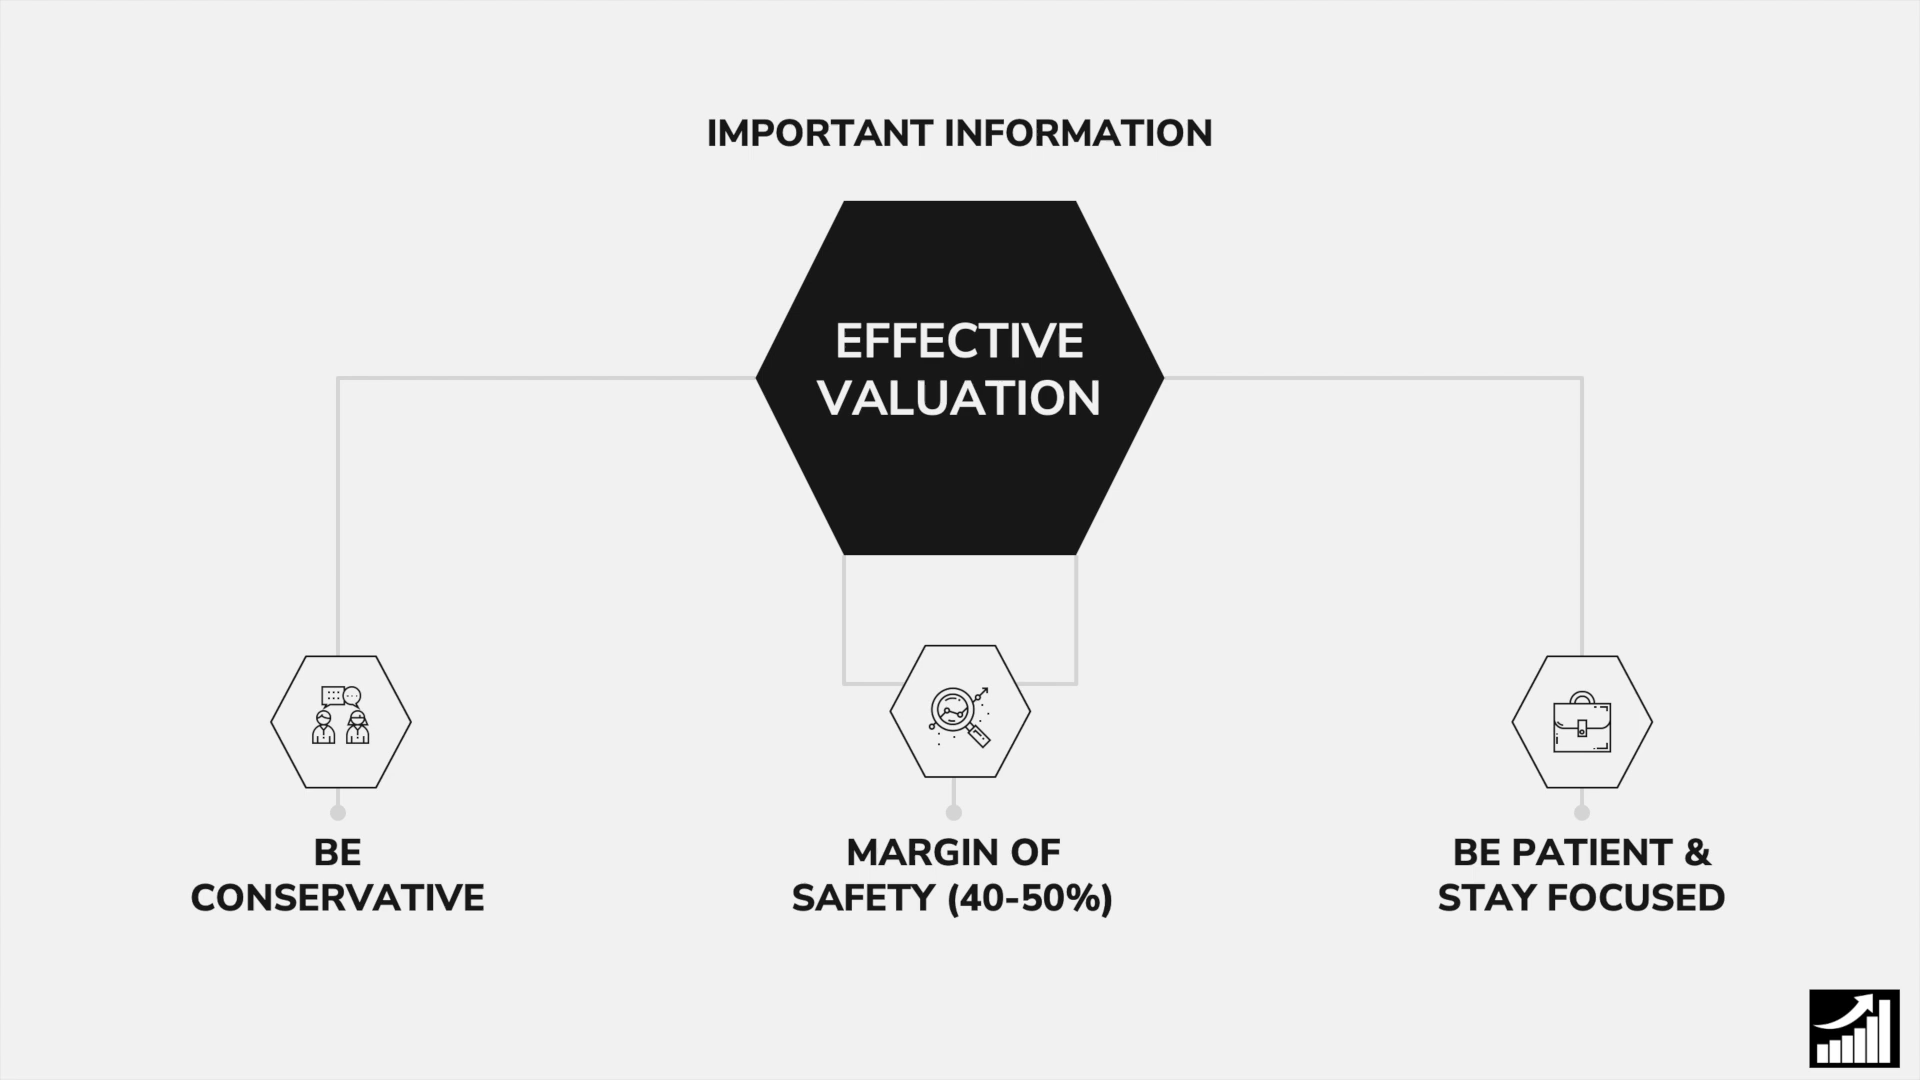 IMPORTANT INFORMATION
EFFECTIVE
VALUATION
BE
CONSERVATIVE
MARGIN OF
SAFETY (40-50%)
BE PATIENT &
STAY FOCUSED